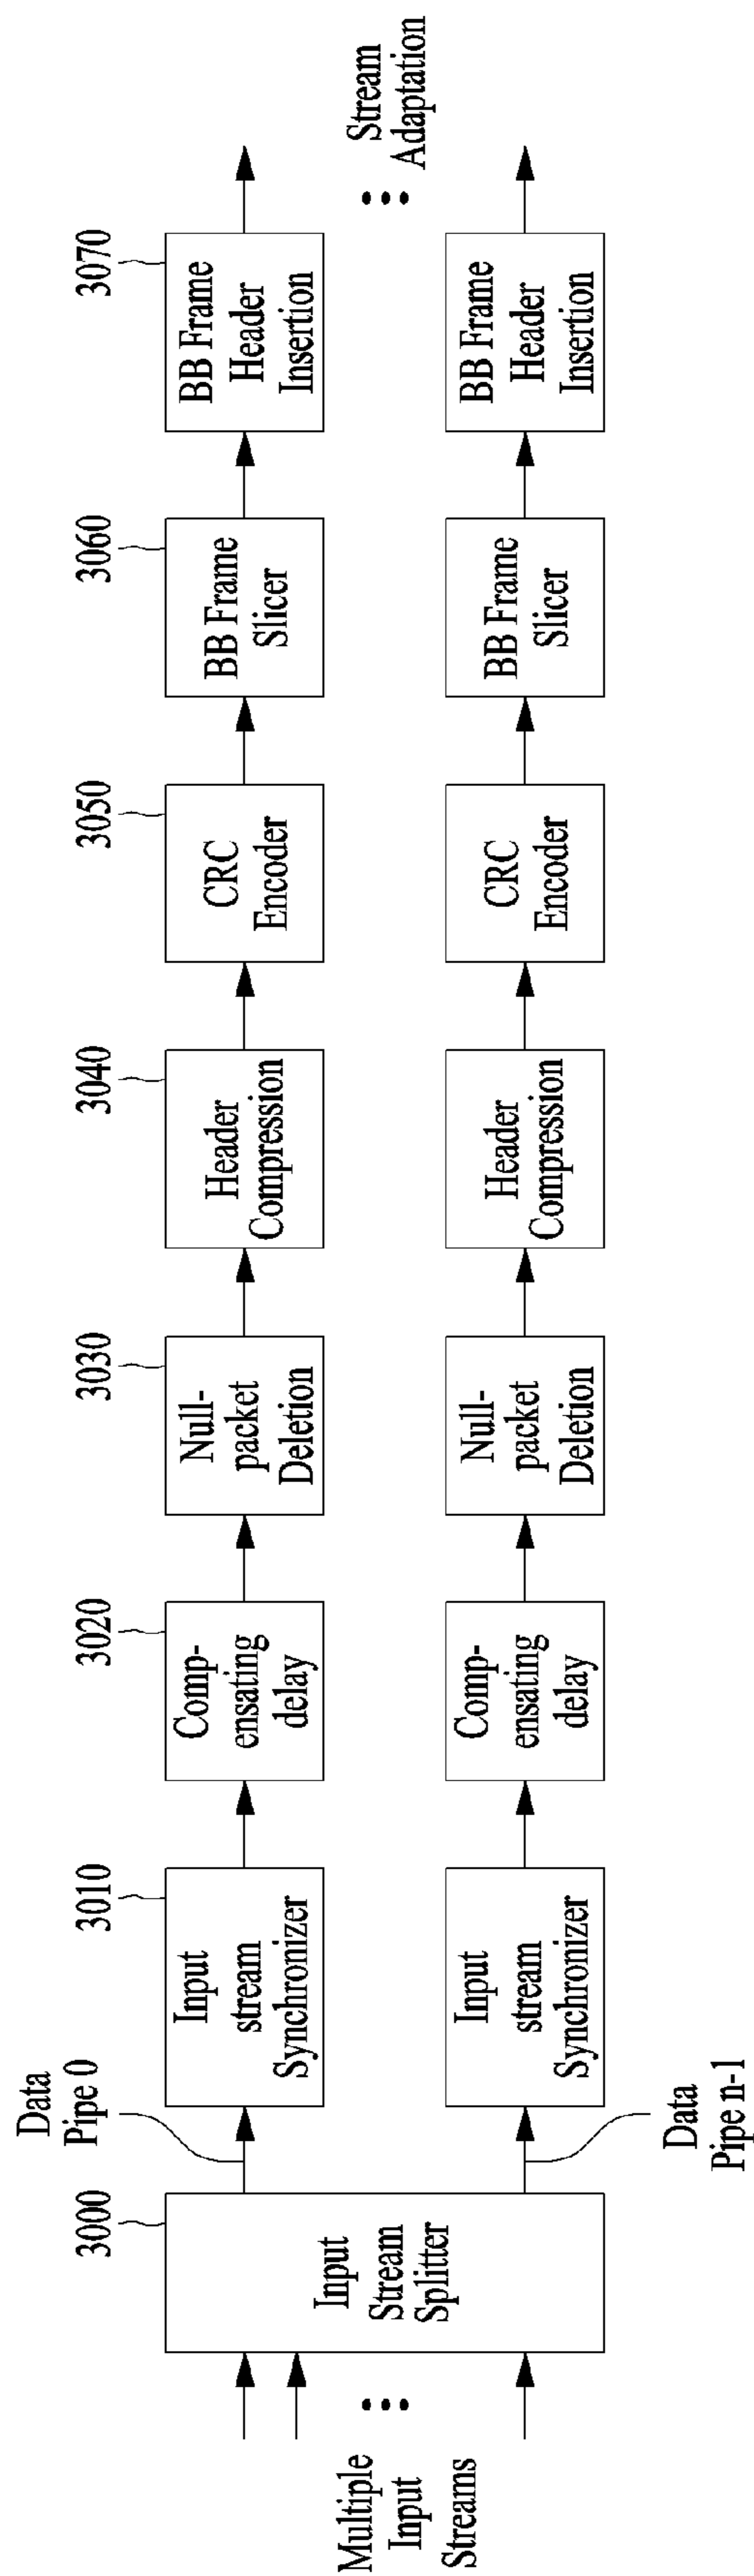 Multiple
Input
Streams
3000
Input
Stream
Splitter
Data
Pipe 0
Data
Pipe n-1
3010
Input
stream
Synchronizer
3020
Comp-
ensating
delay
3030
Null-
packet
Deletion
3040
Header
Compression
3050
CRC
Encoder
3060
BB Frame
Slicer
3070
BB Frame
Header
Insertion
Input
stream
Synchronizer
Comp-
ensating
delay
Null-
packet
Deletion
Header
Compression
CRC
Encoder
BB Frame
Slicer
BB Frame
Header
Insertion
Stream
Adaptation